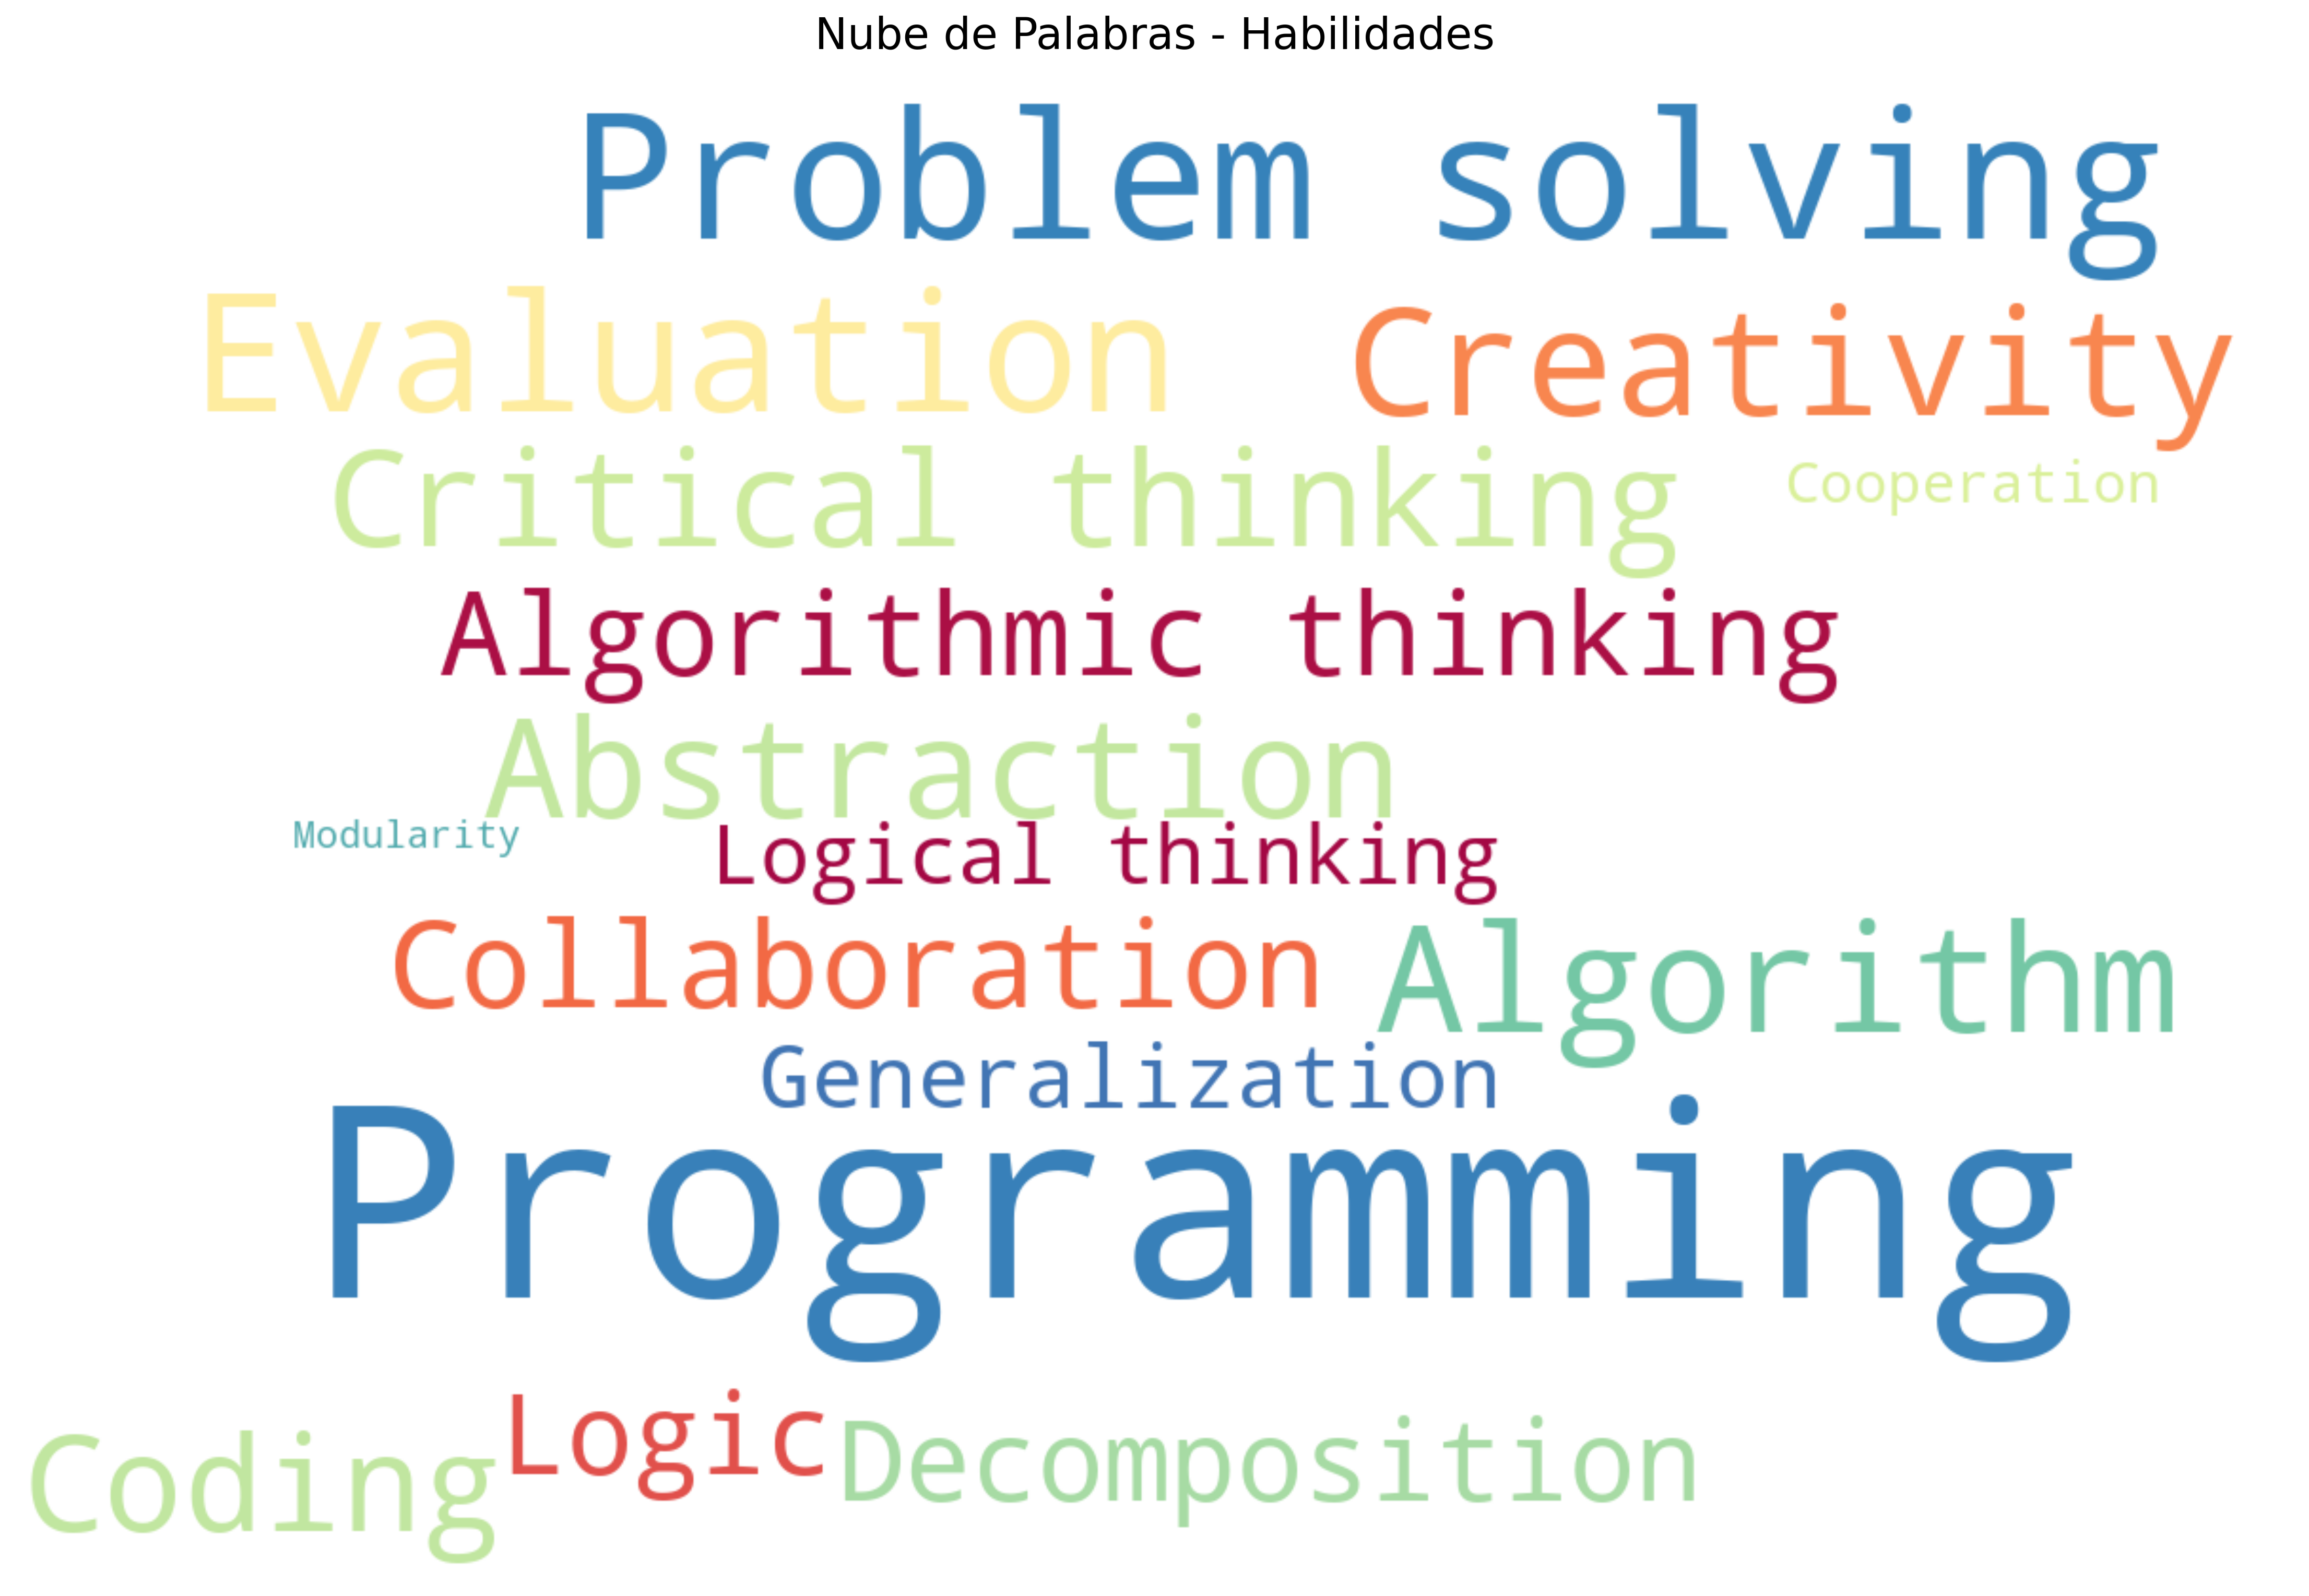 Nube de Palabras - Habilidades
Problem solving
Evaluation
Creativity
Critical thinking
Cooperation
Algorithmic thinking
Abstraction
Modularity
Logical thinking
Collaboration
Algorithm
Generalization
Programming
Logic
Coding
Decomposition